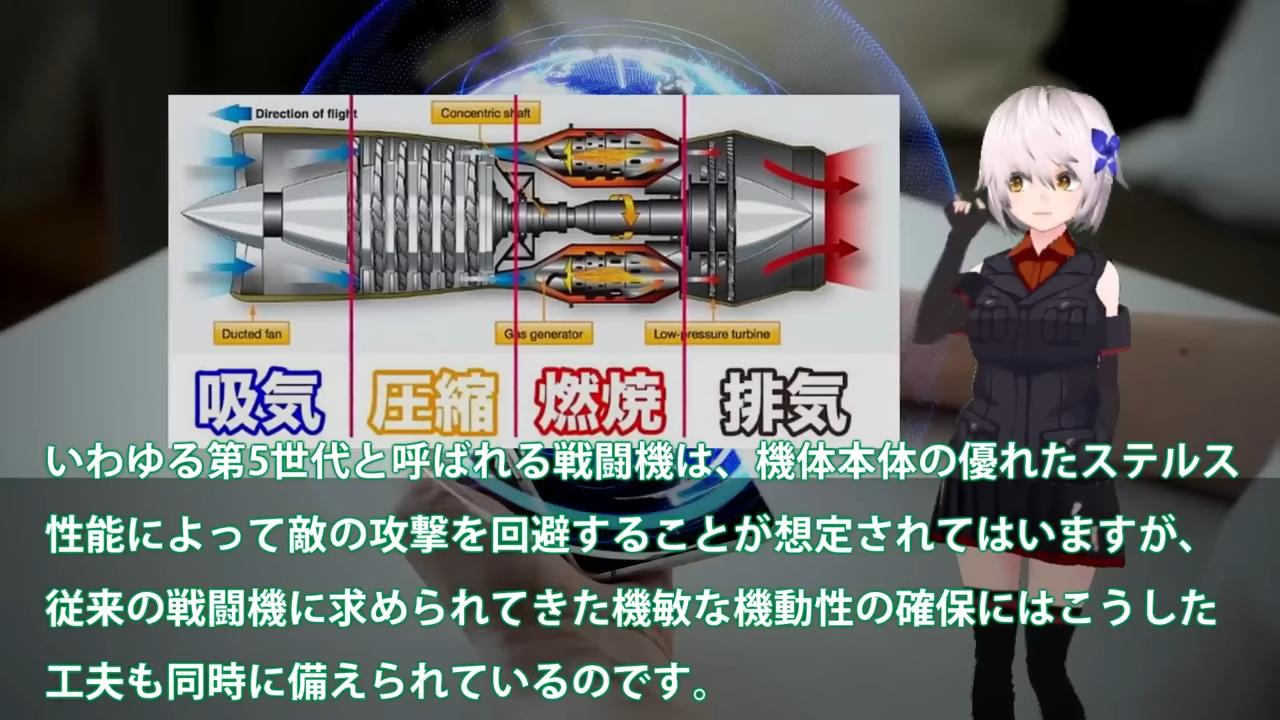 Direction of flight
Concentric shaft
Ducted fan
Gas generator
Low-pressure turbine
吸気
圧縮
燃焼
排気
いわゆる第5世代と呼ばれる戦闘機は、機体本体の優れたステルス
性能によって敵の攻撃を回避することが想定されてはいますが、
従来の戦闘機に求められてきた機敏な機動性の確保にはこうした
工夫も同時に備えられているのです。